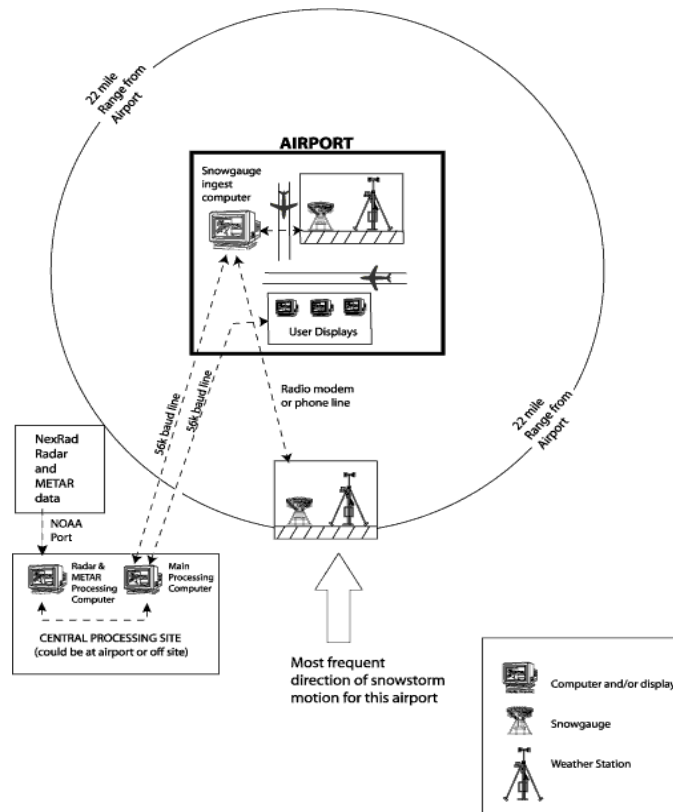 22 mile
Range from
Airport
AIRPORT
Snowgauge
ingest
computer
User Displays
56k baud line
56k baud line
Radio modem
or phone line
22 mile
Range from
Airport
NexRad
Radar
and
METAR
data
NOAA
Port
Radar &
METAR
Processing
Computer
Main
Processing
Computer
CENTRAL PROCESSING SITE
(could be at airport or off site)
Most frequent
direction of snowstorm
motion for this airport
Computer and/or display
Snowgauge
Weather Station